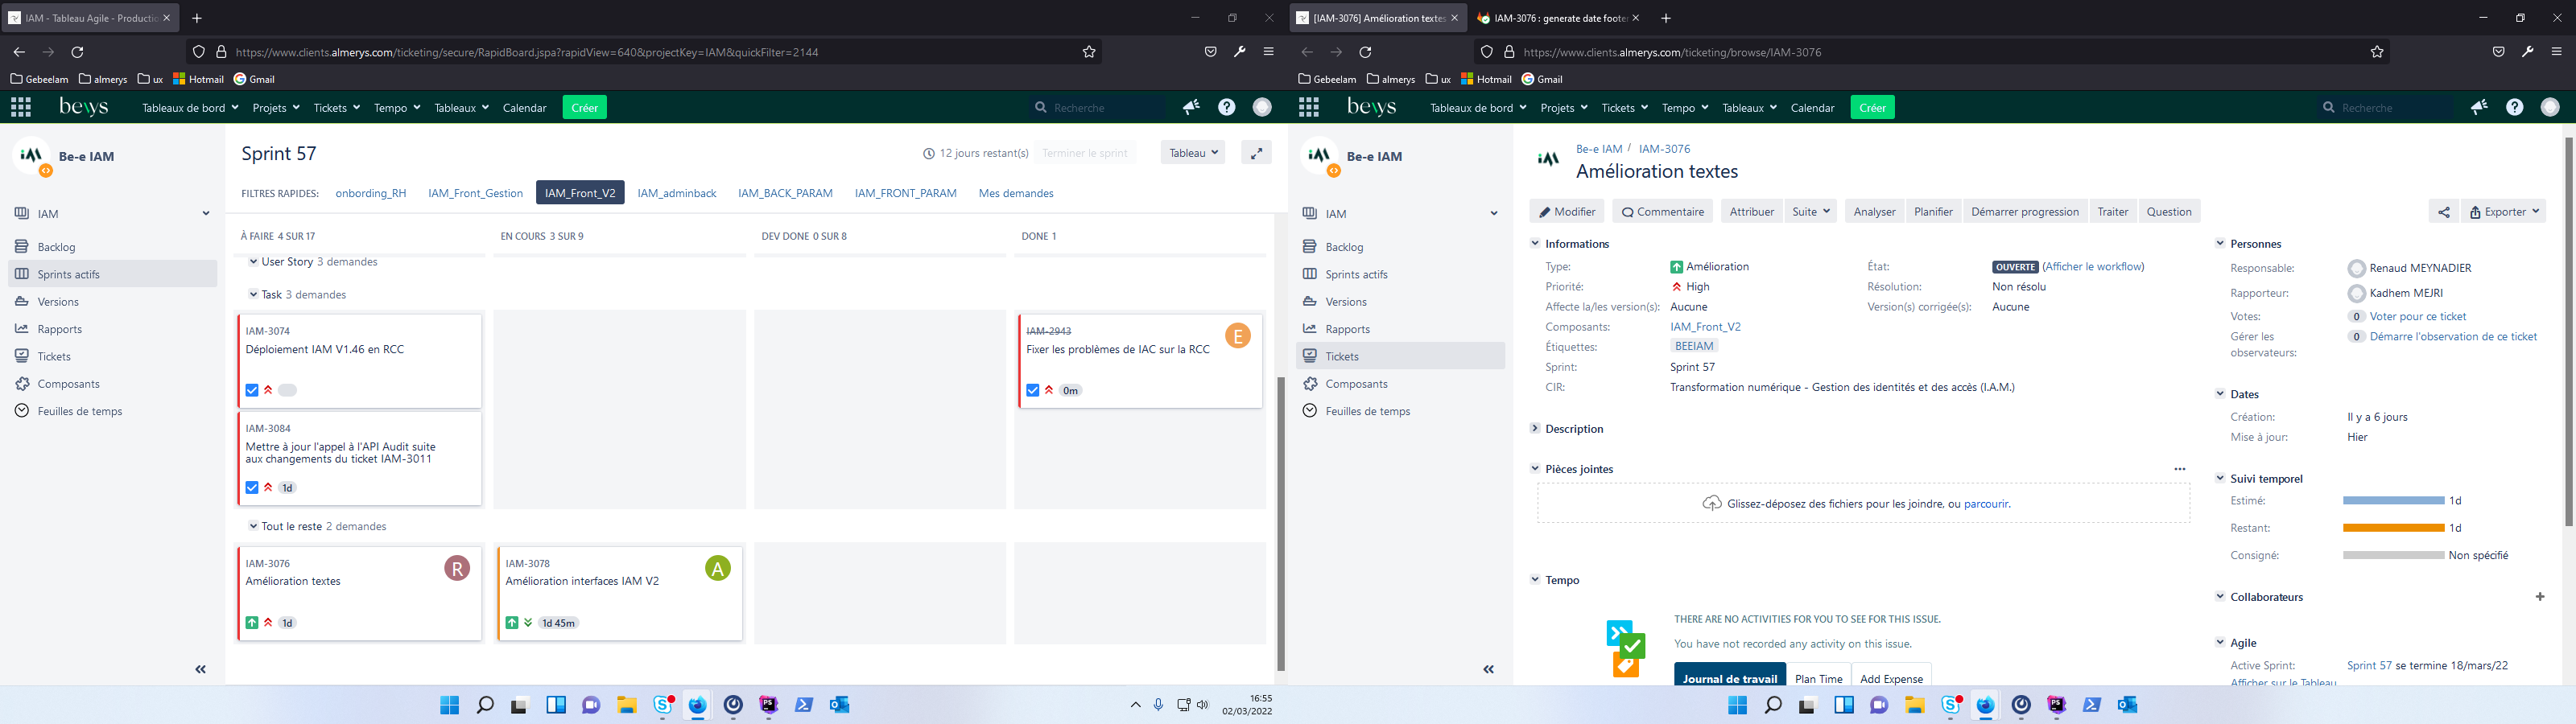 IAM - Tableau Agile - Productio
https://www.clients.almerys.com/ticketing/secure/RapidBoard.jspa?rapidView=640&projectKey=IAM&quickFilter=2144
Gebeelam almerys ux Hotmail Gmail
beys Tableaux de bord Projets Tickets Tempo Tableaux Calendar Créer Recherche
Be-e IAM
IAM
Backlog
Sprints actifs
Versions
Rapports
Tickets
Composants
Feuilles de temps
Sprint 57
12 jours restant(s) Terminer le sprint Tableau
FILTRES RAPIDES: onbording_RH IAM_Front_Gestion IAM_Front_V2 IAM_adminback IAM_BACK_PARAM IAM_FRONT_PARAM Mes demandes
À FAIRE 4 SUR 17 EN COURS 3 SUR 9 DEV DONE 0 SUR 8 DONE 1
User Story 3 demandes
Task 3 demandes
IAM-3074
Déploiement IAM V1.46 en RCC
IAM-2943
E
Fixer les problèmes de IAC sur la RCC
0m
IAM-3084
Mettre à jour l'appel à l'API Audit suite
aux changements du ticket IAM-3011
1d
Tout le reste 2 demandes
IAM-3076
R
Amélioration textes
1d
IAM-3078
A
Amélioration interfaces IAM V2
1d 45m
16:55
02/03/2022
[IAM-3076] Amélioration textes
IAM-3076 : generate date footer
https://www.clients.almerys.com/ticketing/browse/IAM-3076
Gebeelam almerys ux Hotmail Gmail
beys Tableaux de bord Projets Tickets Tempo Tableaux Calendar Créer Recherche
Be-e IAM
IAM
Backlog
Sprints actifs
Versions
Rapports
Tickets
Composants
Feuilles de temps
iAM
Be-e IAM / IAM-3076
Amélioration textes
Modifier Commentaire Attribuer Suite Analyser Planifier Démarrer progression Traiter Question Exporter
Informations
Type: Amélioration
Priorité: High
Affecte la/les version(s): Aucune
Composants: IAM_Front_V2
Étiquettes: BEEIAM
Sprint: Sprint 57
CIR: Transformation numérique - Gestion des identités et des accès (I.A.M.)
État: OUVERTE (Afficher le workflow)
Résolution: Non résolu
Version(s) corrigée(s): Aucune
Description
Pièces jointes
Glissez-déposez des fichiers pour les joindre, ou parcourir.
Tempo
THERE ARE NO ACTIVITIES FOR YOU TO SEE FOR THIS ISSUE.
You have not recorded any activity on this issue.
Journal de travail Plan Time Add Expense
Personnes
Responsable: Renaud MEYNADIER
Rapporteur: Kadhem MEJRI
Votes: 0 Voter pour ce ticket
Gérer les
observateurs:
0 Démarre l'observation de ce ticket
Dates
Création: Il y a 6 jours
Mise à jour: Hier
Suivi temporel
Estimé: 1d
Restant: 1d
Consigné: Non spécifié
Collaborateurs
Agile
Active Sprint: Sprint 57 se termine 18/mars/22
Afficher sur le Tableau